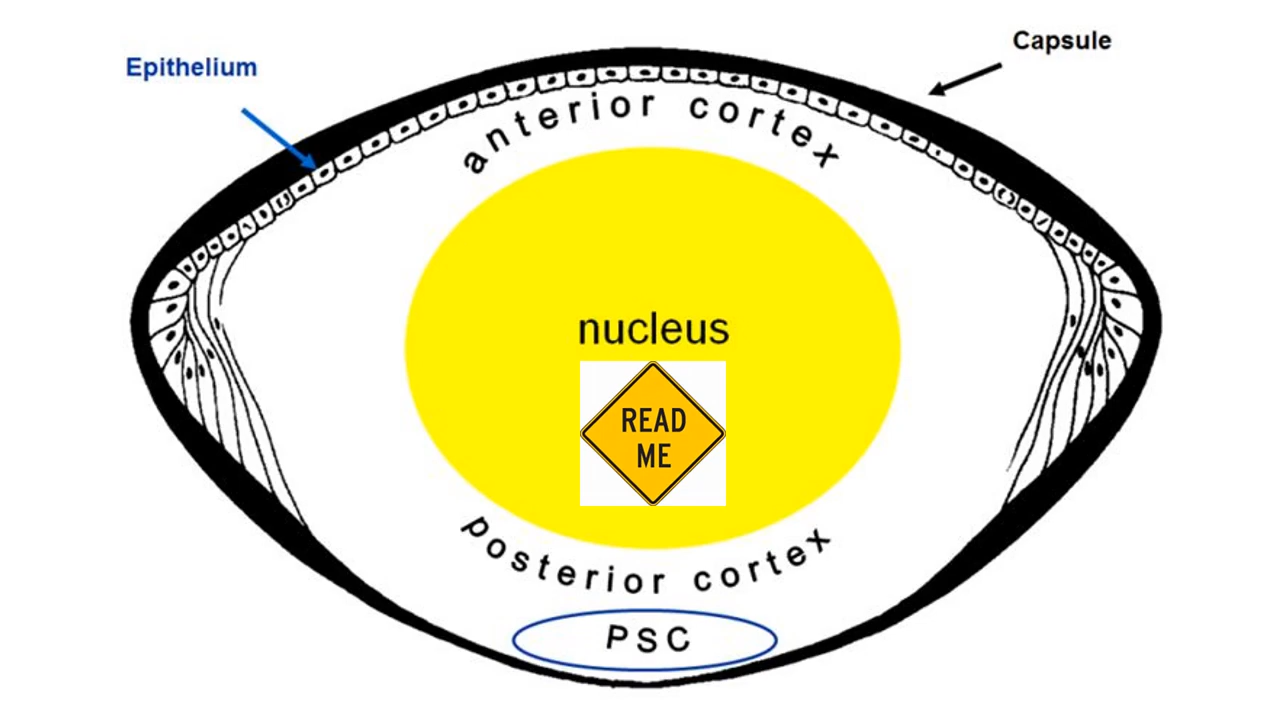 Capsule
Epithelium
anterior cortex
nucleus
READ
ME
posterior cortex
PSC